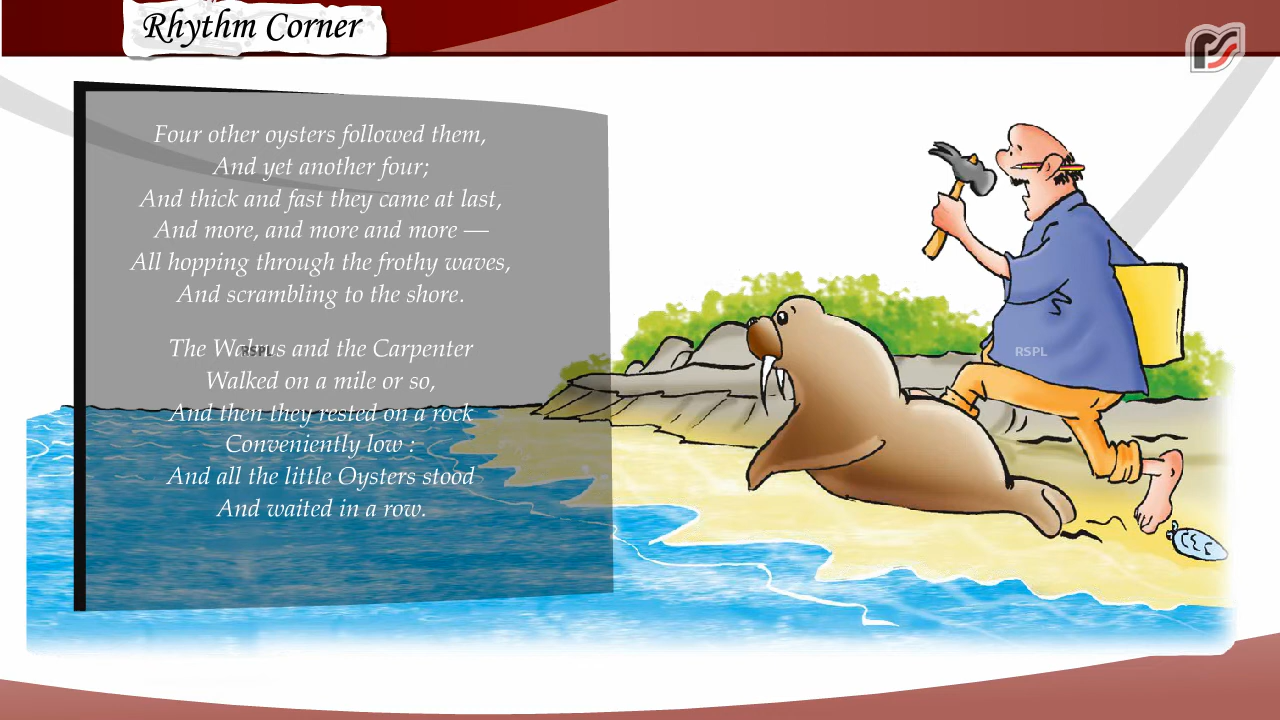 Rhythm Corner
Four other oysters followed them,
And yet another four;
And thick and fast they came at last,
And more, and more and more —
All hopping through the frothy waves,
And scrambling to the shore.
The Walrus and the Carpenter
Walked on a mile or so,
And then they rested on a rock
Conveniently low :
And all the little Oysters stood
And waited in a row.
RSPL
RSPL